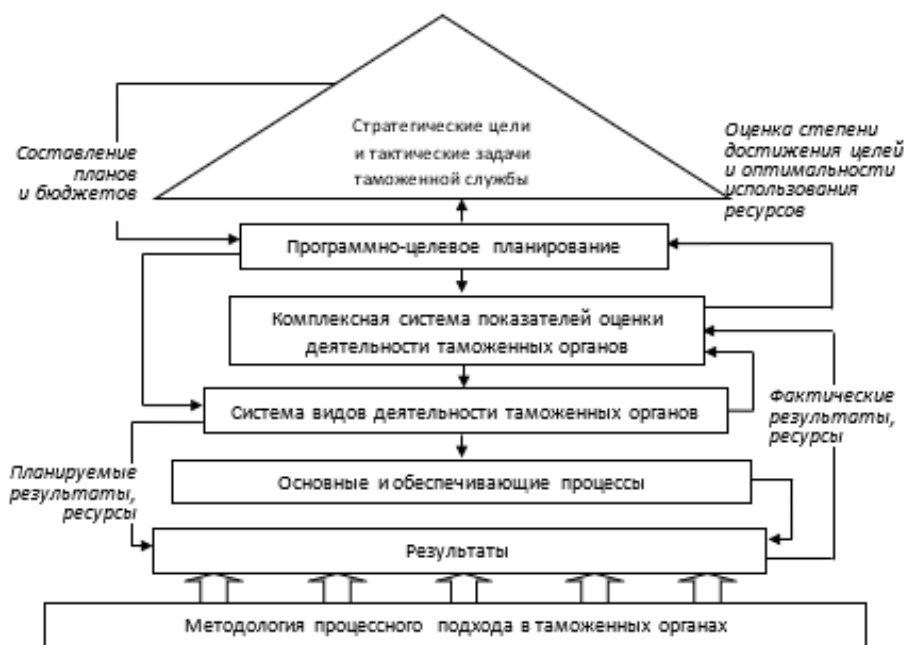 Стратегические цели
и тактические задачи
таможенной службы
Составление
планов
и бюджетов
Оценка степени
достижения целей
и оптимальности
использования
ресурсов
Программно-целевое планирование
Комплексная система показателей оценки
деятельности таможенных органов
Система видов деятельности таможенных органов
Фактические
результаты,
ресурсы
Планируемые
результаты,
ресурсы
Основные и обеспечивающие процессы
Результаты
Методология процессного подхода в таможенных органах